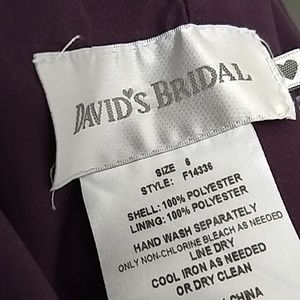 DAVID'S BRIDAL
SIZE 6
STYLE: F14336
SHELL: 100% POLYESTER
LINING: 100% POLYESTER
HAND WASH SEPARATELY
ONLY NON-CHLORINE BLEACH AS NEEDED
LINE DRY
COOL IRON AS NEEDED
OR DRY CLEAN
CHINA